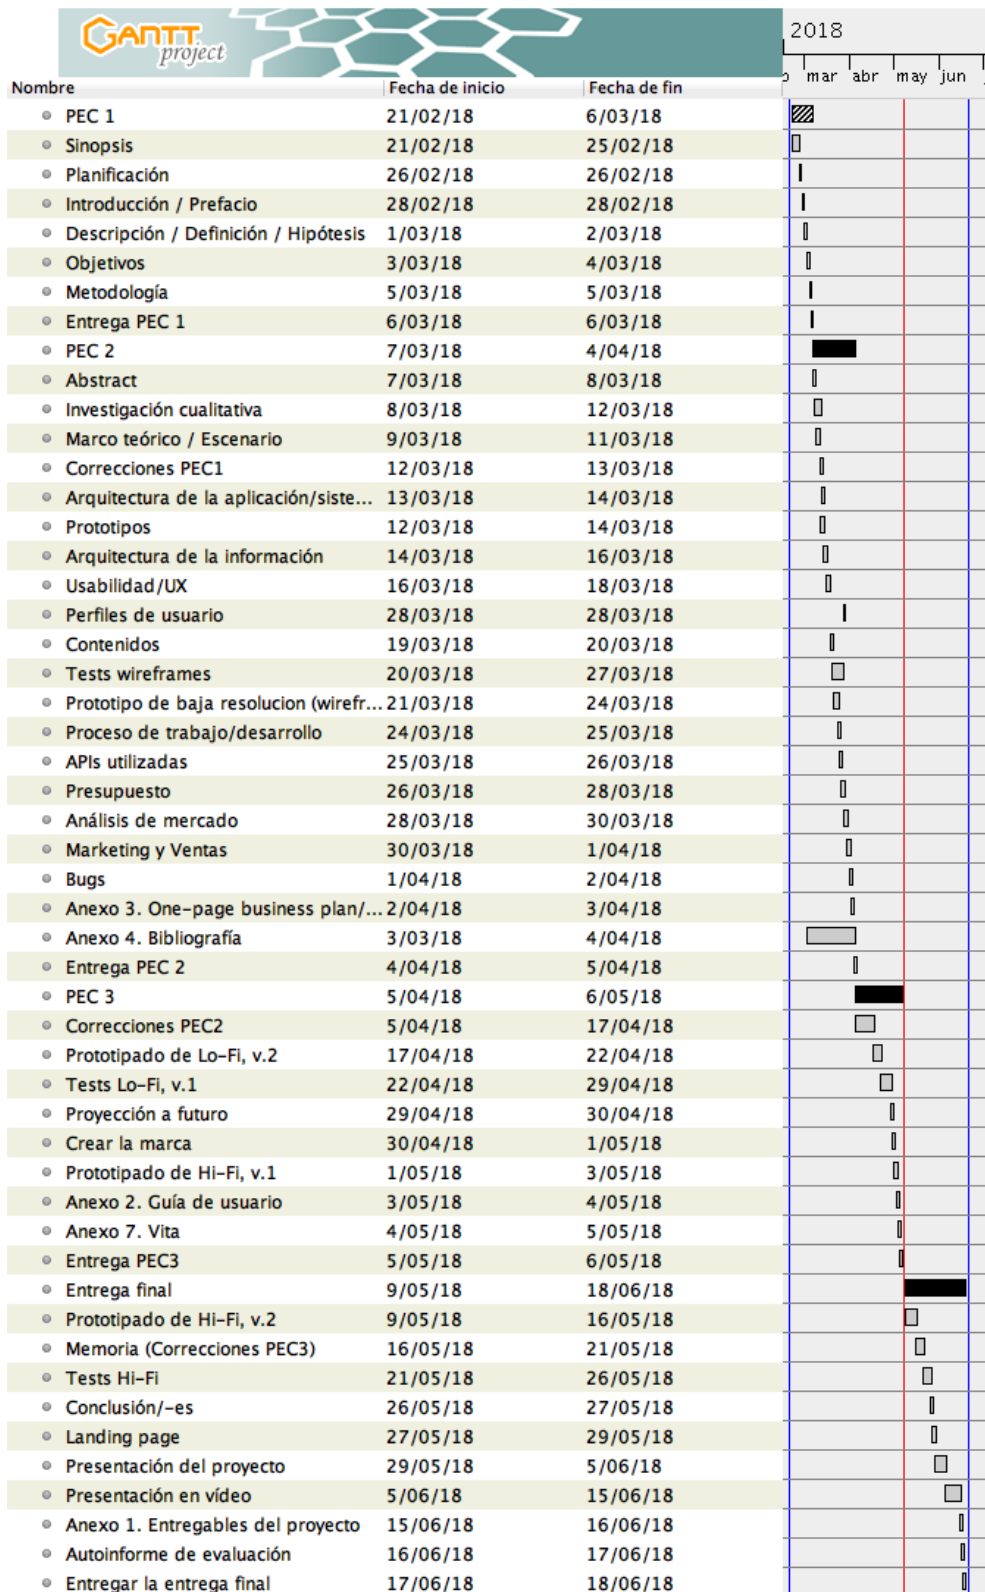 GANTT
project
2018
mar abr may jun
Nombre Fecha de inicio Fecha de fin
PEC 1 21/02/18 6/03/18
Sinopsis 21/02/18 25/02/18
Planificación 26/02/18 26/02/18
Introducción / Prefacio 28/02/18 28/02/18
Descripción / Definición / Hipótesis 1/03/18 2/03/18
Objetivos 3/03/18 4/03/18
Metodología 5/03/18 5/03/18
Entrega PEC 1 6/03/18 6/03/18
PEC 2 7/03/18 4/04/18
Abstract 7/03/18 8/03/18
Investigación cualitativa 8/03/18 12/03/18
Marco teórico / Escenario 9/03/18 11/03/18
Correcciones PEC1 12/03/18 13/03/18
Arquitectura de la aplicación/siste... 13/03/18 14/03/18
Prototipos 12/03/18 14/03/18
Arquitectura de la información 14/03/18 16/03/18
Usabilidad/UX 16/03/18 18/03/18
Perfiles de usuario 28/03/18 28/03/18
Contenidos 19/03/18 20/03/18
Tests wireframes 20/03/18 27/03/18
Prototipo de baja resolucion (wirefr... 21/03/18 24/03/18
Proceso de trabajo/desarrollo 24/03/18 25/03/18
APIs utilizadas 25/03/18 26/03/18
Presupuesto 26/03/18 28/03/18
Análisis de mercado 28/03/18 30/03/18
Marketing y Ventas 30/03/18 1/04/18
Bugs 1/04/18 2/04/18
Anexo 3. One-page business plan/... 2/04/18 3/04/18
Anexo 4. Bibliografía 3/03/18 4/04/18
Entrega PEC 2 4/04/18 5/04/18
PEC 3 5/04/18 6/05/18
Correcciones PEC2 5/04/18 17/04/18
Prototipado de Lo-Fi, v.2 17/04/18 22/04/18
Tests Lo-Fi, v.1 22/04/18 29/04/18
Proyección a futuro 29/04/18 30/04/18
Crear la marca 30/04/18 1/05/18
Prototipado de Hi-Fi, v.1 1/05/18 3/05/18
Anexo 2. Guía de usuario 3/05/18 4/05/18
Anexo 7. Vita 4/05/18 5/05/18
Entrega PEC3 5/05/18 6/05/18
Entrega final 9/05/18 18/06/18
Prototipado de Hi-Fi, v.2 9/05/18 16/05/18
Memoria (Correcciones PEC3) 16/05/18 21/05/18
Tests Hi-Fi 21/05/18 26/05/18
Conclusión/-es 26/05/18 27/05/18
Landing page 27/05/18 29/05/18
Presentación del proyecto 29/05/18 5/06/18
Presentación en vídeo 5/06/18 15/06/18
Anexo 1. Entregables del proyecto 15/06/18 16/06/18
Autoinforme de evaluación 16/06/18 17/06/18
Entregar la entrega final 17/06/18 18/06/18